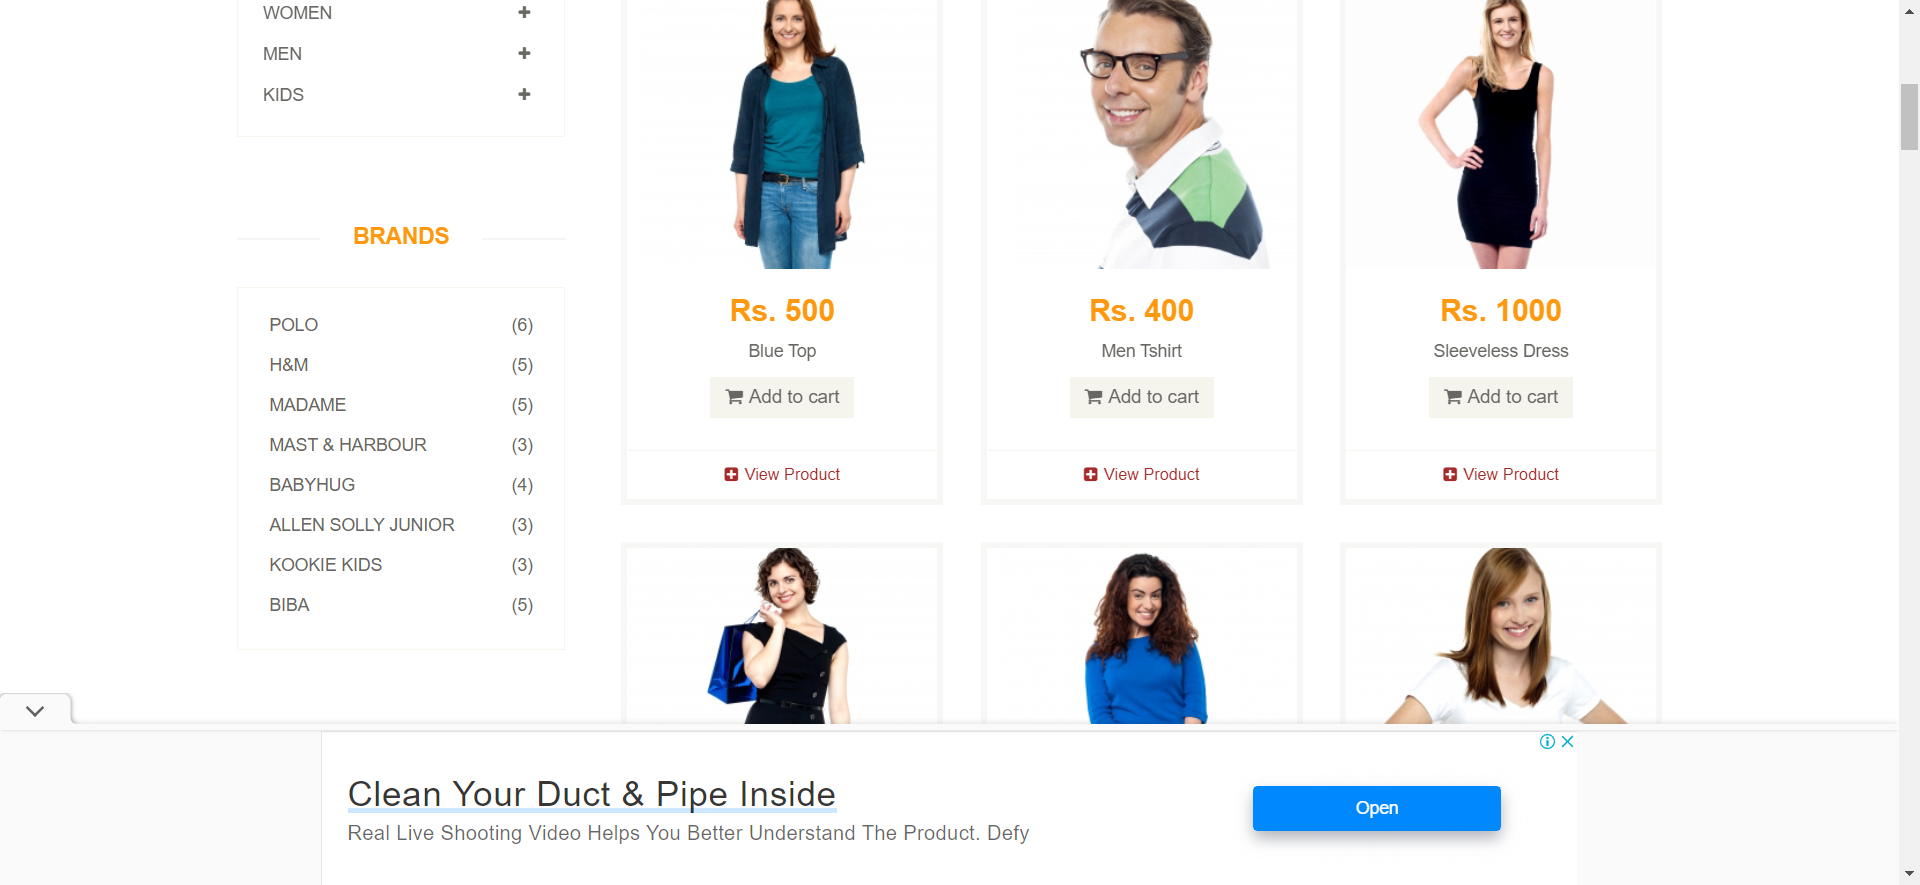 WOMEN
MEN
KIDS
BRANDS
POLO (6)
H&M (5)
MADAME (5)
MAST & HARBOUR (3)
BABYHUG (4)
ALLEN SOLLY JUNIOR (3)
KOOKIE KIDS (3)
BIBA (5)
Rs. 500
Blue Top
Add to cart
View Product
Rs. 400
Men Tshirt
Add to cart
View Product
Rs. 1000
Sleeveless Dress
Add to cart
View Product
Clean Your Duct & Pipe Inside
Real Live Shooting Video Helps You Better Understand The Product. Defy
Open